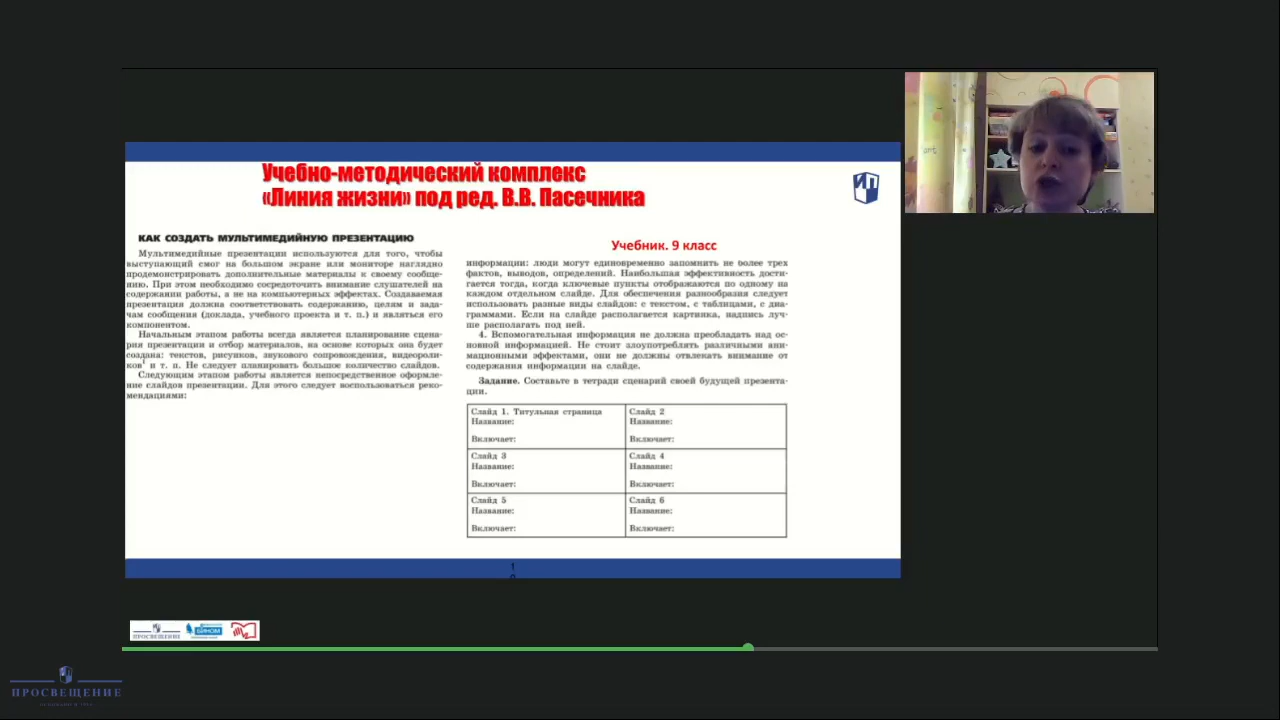 Учебно-методический комплекс
«Линия жизни» под ред. В.В. Пасечника
ИП
КАК СОЗДАТЬ МУЛЬТИМЕДИЙНУЮ ПРЕЗЕНТАЦИЮ
Мультимедийные презентации используются для того, чтобы
выступающий смог на большом экране или мониторе наглядно
продемонстрировать дополнительные материалы к своему сообще-
нию. При этом необходимо сосредоточить внимание слушателей на
содержании работы, а не на компьютерных эффектах. Создаваемая
презентация должна соответствовать содержанию, целям и зада-
чам сообщения (доклада, учебного проекта и т. п.) и являться его
компонентом.
Начальным этапом работы всегда является планирование сцена-
рия презентации и отбор материалов, на основе которых она будет
создана: текстов, рисунков, звукового сопровождения, видеороли-
ков и т. п. Не следует планировать большое количество слайдов.
Следующим этапом работы является непосредственное оформле-
ние слайдов презентации. Для этого следует воспользоваться реко-
мендациями:
Учебник. 9 класс
информации: люди могут единовременно запомнить не более трех
фактов, выводов, определений. Наибольшая эффективность дости-
гается тогда, когда ключевые пункты отображаются по одному на
каждом отдельном слайде. Для обеспечения разнообразия следует
использовать разные виды слайдов: с текстом, с таблицами, с диа-
граммами. Если на слайде располагается картинка, надпись луч-
ше располагать под ней.
4. Вспомогательная информация не должна преобладать над ос-
новной информацией. Не стоит злоупотреблять различными ани-
мационными эффектами, они не должны отвлекать внимание от
содержания информации на слайде.
Задание. Составьте в тетради сценарий своей будущей презента-
ции.
Слайд 1. Титульная страница
Название:
Включает:
Слайд 2
Название:
Включает:
Слайд 3
Название:
Включает:
Слайд 4
Название:
Включает:
Слайд 5
Название:
Включает:
Слайд 6
Название:
Включает:
ПРОСВЕЩЕНИЕ
БИНОМ
ПРОСВЕЩЕНИЕ